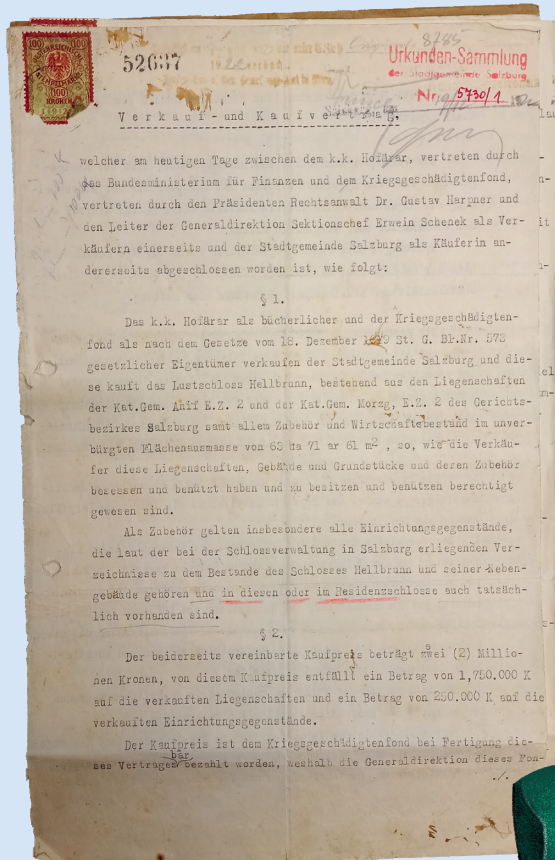 100 100
KRONEN
52637
8785
Urkunden-Sammlung
der Stadtgemeinde Salzburg
Nr. 5730/1
Verkauf- und Kaufvertrag,
welcher am heutigen Tage zwischen dem k.k. Hofärar, vertreten durch
das Bundesministerium für Finanzen und dem Kriegsgeschädigtenfond,
vertreten durch den Präsidenten Rechtsanwalt Dr. Gustav Harpner und
den Leiter der Generaldirektion Sektionschef Erwein Schenek als Ver-
käufern einerseits und der Stadtgemeinde Salzburg als Käuferin an-
dererseits abgeschlossen worden ist, wie folgt:
§ 1.
Das k.k. Hofärar als bücherlicher und der Kriegsgeschädigten-
fond als nach dem Gesetze vom 18. Dezember 1919 St. G. Bl.Nr. 573
gesetzlicher Eigentümer verkaufen der Stadtgemeinde Salzburg und die-
se kauft das Lustschloss Hellbrunn, bestehend aus den Liegenschaften
der Kat.Gem. Anif E.Z. 2 und der Kat.Gem. Morzg, E.Z. 2 des Gerichts-
bezirkes Salzburg samt allem Zubehör und Wirtschaftsbestand im unver-
bürgten Flächenausmasse von 63 da 71 ar 61 m², so, wie die Verkäu-
fer diese Liegenschaften, Gebäude und Grundstücke und deren Zubehör
besessen und benützt haben und zu besitzen und benützen berechtigt
gewesen sind.
Als Zubehör gelten insbesondere alle Einrichtungsgegenstände,
die laut der bei der Schlossverwaltung in Salzburg erliegenden Ver-
zeichnisse zu dem Bestande des Schlosses Hellbrunn und seiner Neben-
gebäude gehören und in diesen oder im Residenzschlosse auch tatsäch-
lich vorhanden sind.
§ 2.
Der beiderseits vereinbarte Kaufpreis beträgt zwei (2) Millio-
nen Kronen, von diesem Kaufpreis entfällt ein Betrag von 1,750.000 K
auf die verkauften Liegenschaften und ein Betrag von 250.000 K auf die
verkauften Einrichtungsgegenstände.
Der Kaufpreis ist dem Kriegsgeschädigtenfond bei Fertigung die-
ses Vertrages bar bezahlt worden, weshalb die Generaldirektion dieses Fon-
./.